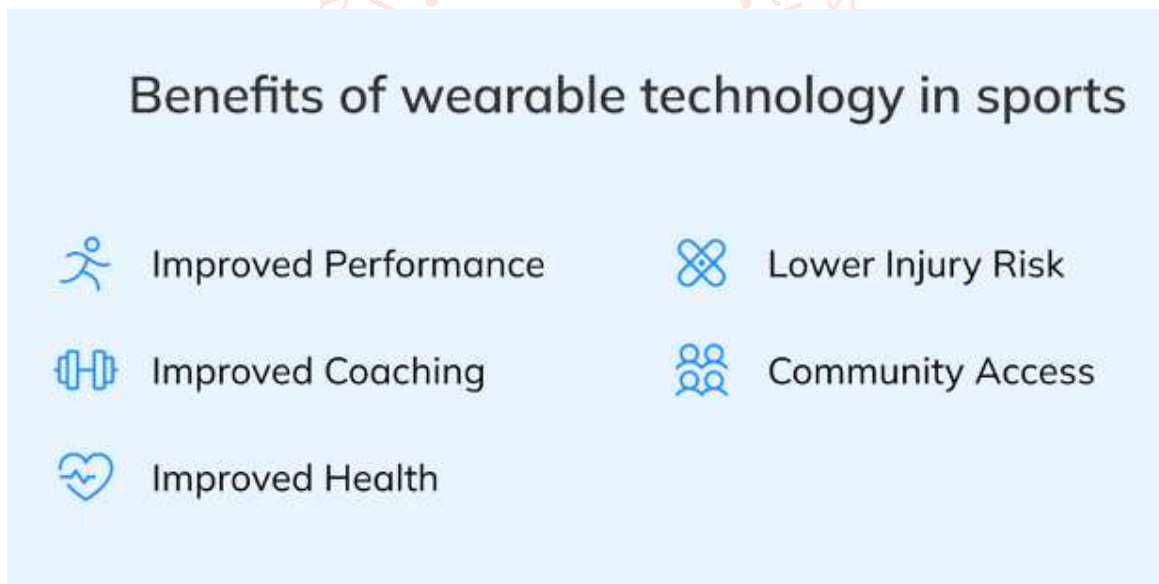 Benefits of wearable technology in sports
Improved Performance
Lower Injury Risk
Improved Coaching
Community Access
Improved Health